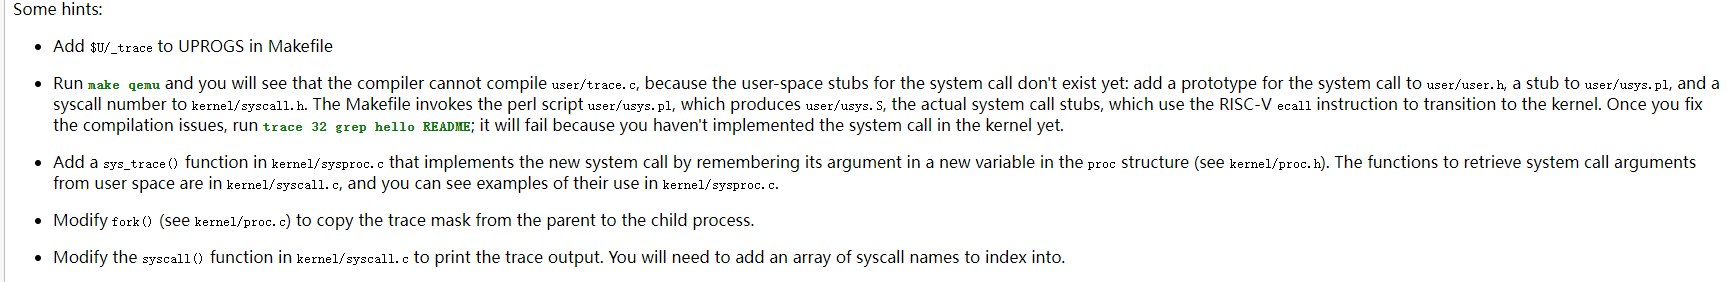 Some hints:
• Add $U/_trace to UPROGS in Makefile
• Run make qemu and you will see that the compiler cannot compile user/trace.c, because the user-space stubs for the system call don't exist yet: add a prototype for the system call to user/user.h, a stub to user/usys.pl, and a
syscall number to kernel/syscall.h. The Makefile invokes the perl script user/usys.pl, which produces user/usys.S, the actual system call stubs, which use the RISC-V ecall instruction to transition to the kernel. Once you fix
the compilation issues, run trace 32 grep hello README; it will fail because you haven't implemented the system call in the kernel yet.
• Add a sys_trace() function in kernel/sysproc.c that implements the new system call by remembering its argument in a new variable in the proc structure (see kernel/proc.h). The functions to retrieve system call arguments
from user space are in kernel/syscall.c, and you can see examples of their use in kernel/sysproc.c.
• Modify fork() (see kernel/proc.c) to copy the trace mask from the parent to the child process.
• Modify the syscall() function in kernel/syscall.c to print the trace output. You will need to add an array of syscall names to index into.